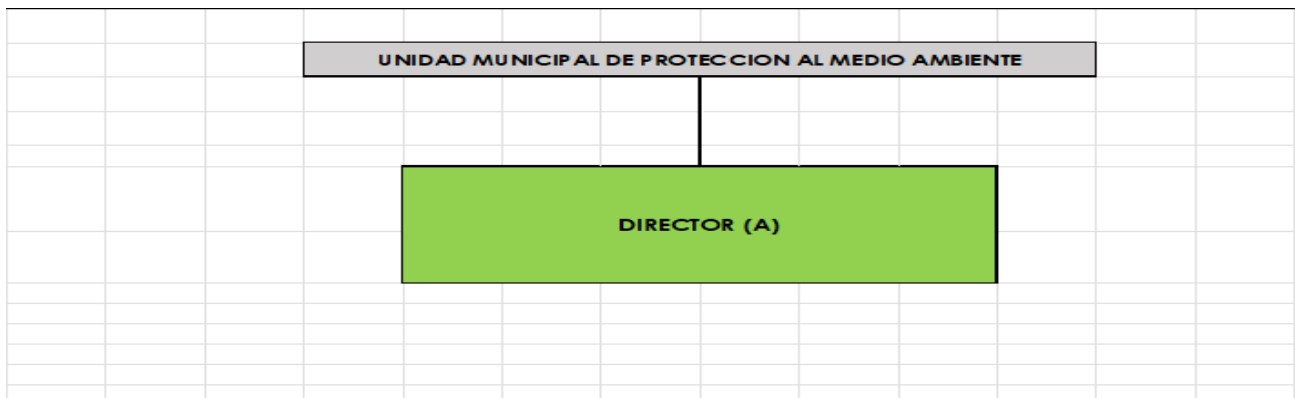 UNIDAD MUNICIPAL DE PROTECCION AL MEDIO AMBIENTE
DIRECTOR (A)